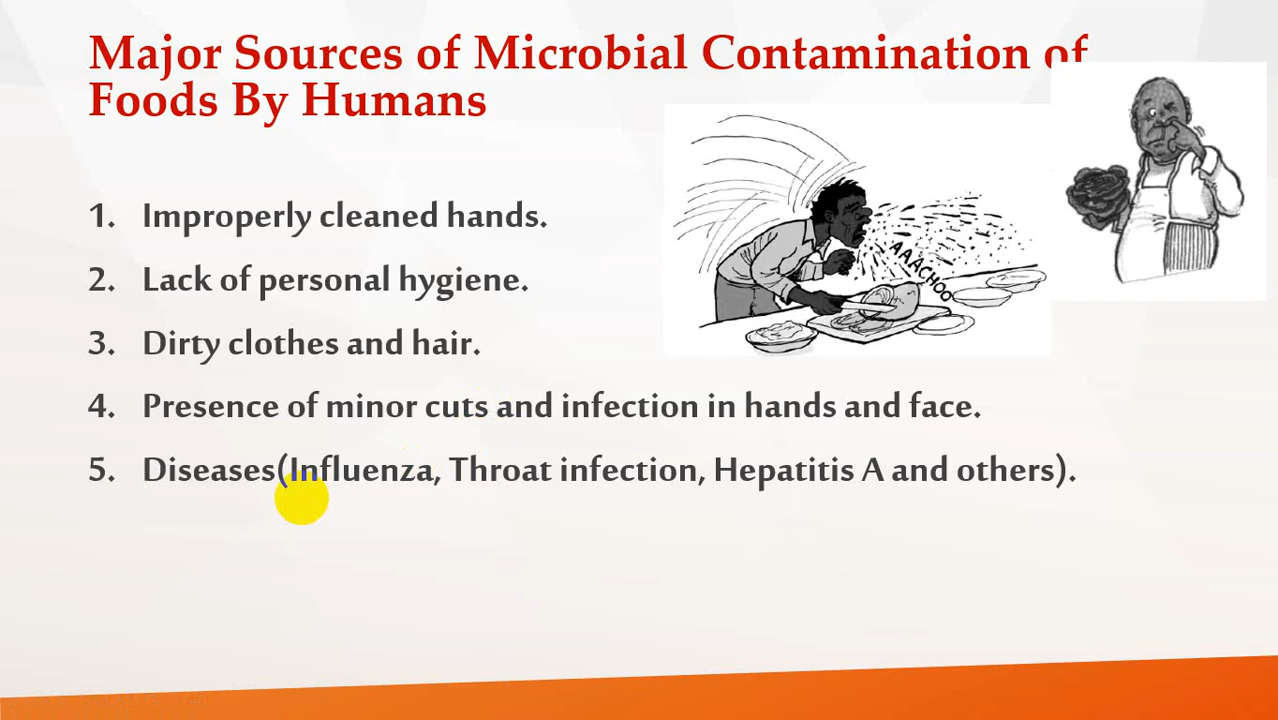 Major Sources of Microbial Contamination of
Foods By Humans
1. Improperly cleaned hands.
2. Lack of personal hygiene.
3. Dirty clothes and hair.
4. Presence of minor cuts and infection in hands and face.
5. Diseases(Influenza, Throat infection, Hepatitis A and others).
AAACHOO